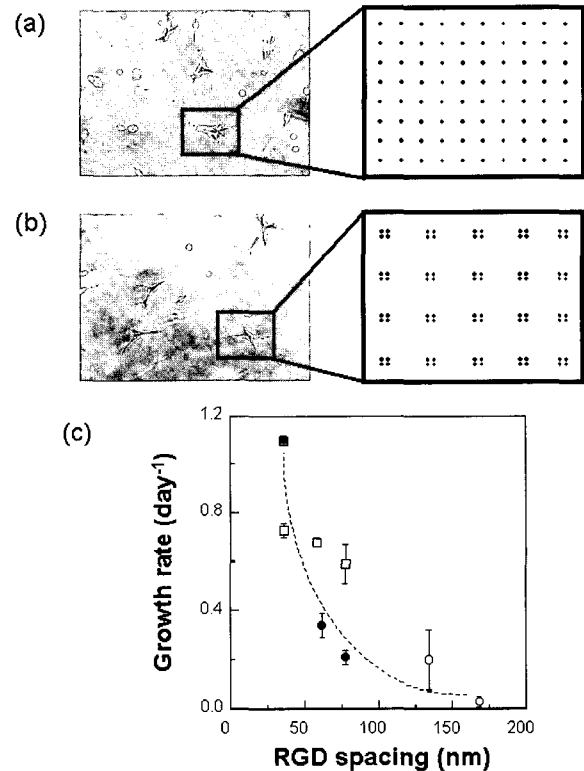 (a)
(b)
(c)
Growth rate (day⁻¹)
1.2
0.8
0.4
0.0
0 50 100 150 200
RGD spacing (nm)